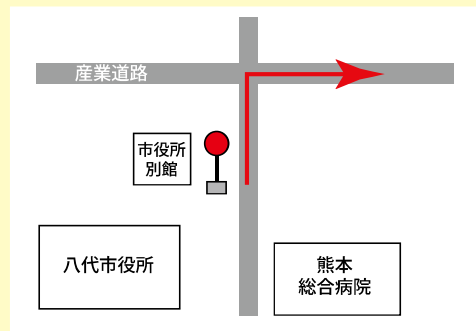 産業道路
市役所
別館
八代市役所
熊本
総合病院